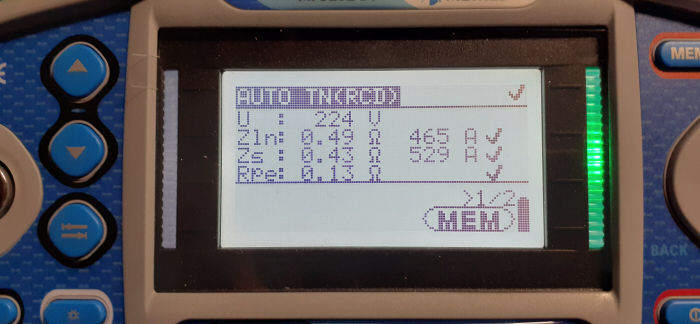 AUTO TN(RCD) ✓
U : 224 V
Zln: 0.49 Ω 465 A ✓
Zs : 0.43 Ω 529 A ✓
Rpe: 0.13 Ω ✓
>1/2
MEM
MEM
BACK